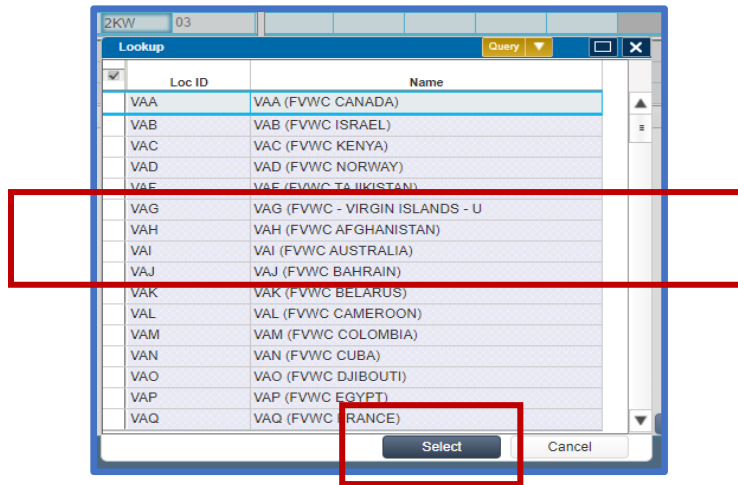 2KW 03
Lookup Query
Loc ID Name
VAA VAA (FVWC CANADA)
VAB VAB (FVWC ISRAEL)
VAC VAC (FVWC KENYA)
VAD VAD (FVWC NORWAY)
VAF VAF (FVWC TAJIKISTAN)
VAG VAG (FVWC - VIRGIN ISLANDS - U
VAH VAH (FVWC AFGHANISTAN)
VAI VAI (FVWC AUSTRALIA)
VAJ VAJ (FVWC BAHRAIN)
VAK VAK (FVWC BELARUS)
VAL VAL (FVWC CAMEROON)
VAM VAM (FVWC COLOMBIA)
VAN VAN (FVWC CUBA)
VAO VAO (FVWC DJIBOUTI)
VAP VAP (FVWC EGYPT)
VAQ VAQ (FVWC FRANCE)
Select Cancel